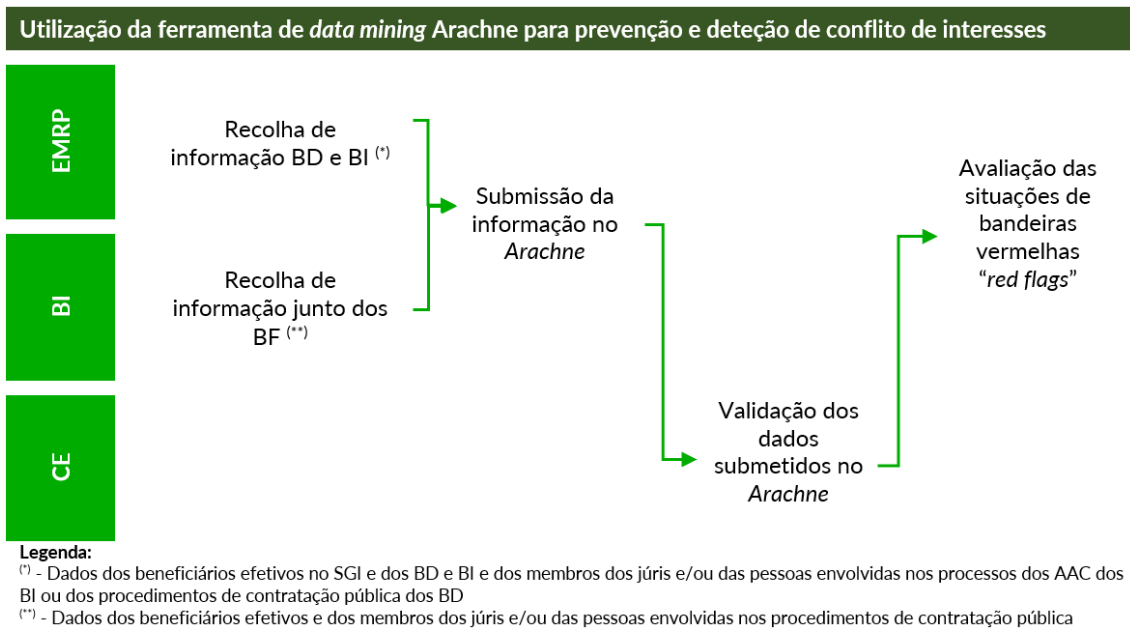 Utilização da ferramenta de data mining Arachne para prevenção e deteção de conflito de interesses
EMRP
Recolha de
informação BD e BI (*)
Submissão da
informação no
Arachne
Avaliação das
situações de
bandeiras
vermelhas
“red flags”
BI
Recolha de
informação junto dos
BF (**)
CE
Validação dos
dados
submetidos no
Arachne
Legenda:
(*) - Dados dos beneficiários efetivos no SGI e dos BD e BI e dos membros dos júris e/ou das pessoas envolvidas nos processos dos AAC dos
BI ou dos procedimentos de contratação pública dos BD
(**) - Dados dos beneficiários efetivos e dos membros dos júris e/ou das pessoas envolvidas nos procedimentos de contratação pública